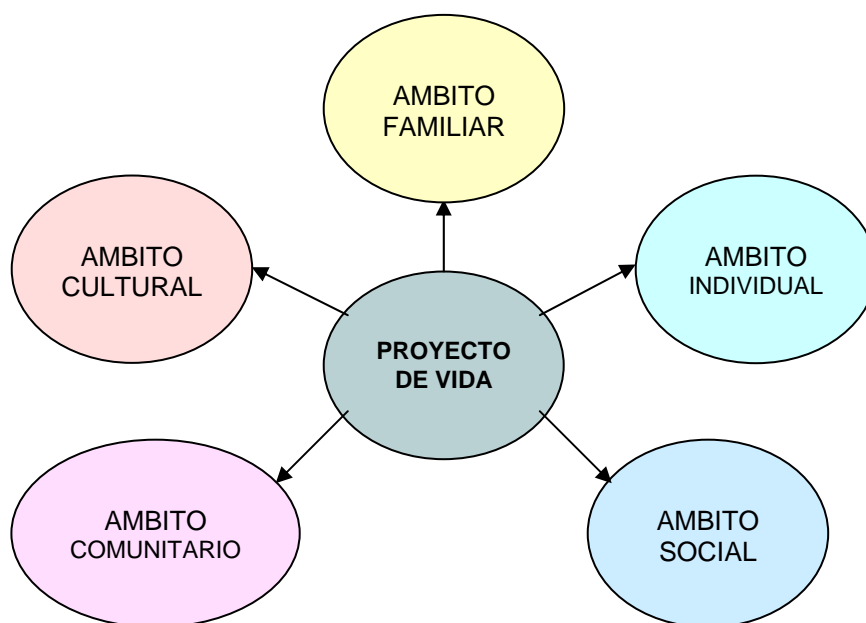 AMBITO
FAMILIAR
AMBITO
CULTURAL
AMBITO
INDIVIDUAL
PROYECTO
DE VIDA
AMBITO
COMUNITARIO
AMBITO
SOCIAL